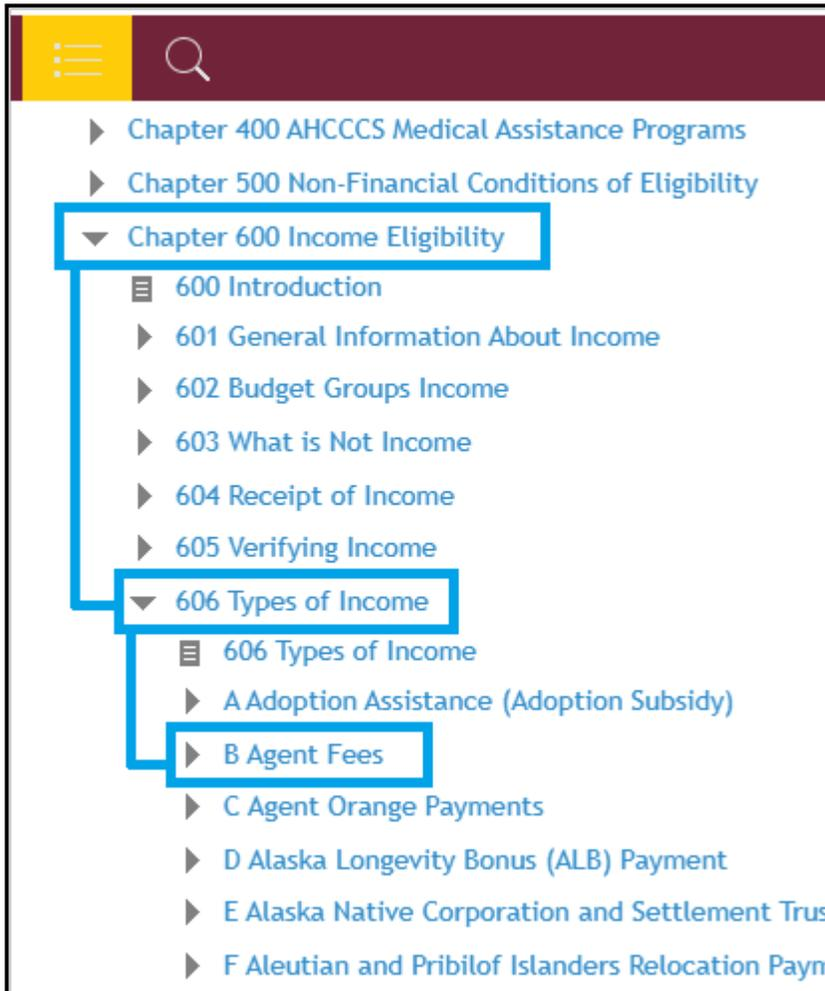 Chapter 400 AHCCCS Medical Assistance Programs
Chapter 500 Non-Financial Conditions of Eligibility
Chapter 600 Income Eligibility
600 Introduction
601 General Information About Income
602 Budget Groups Income
603 What is Not Income
604 Receipt of Income
605 Verifying Income
606 Types of Income
606 Types of Income
A Adoption Assistance (Adoption Subsidy)
B Agent Fees
C Agent Orange Payments
D Alaska Longevity Bonus (ALB) Payment
E Alaska Native Corporation and Settlement
F Aleutian and Pribilof Islanders Relocation